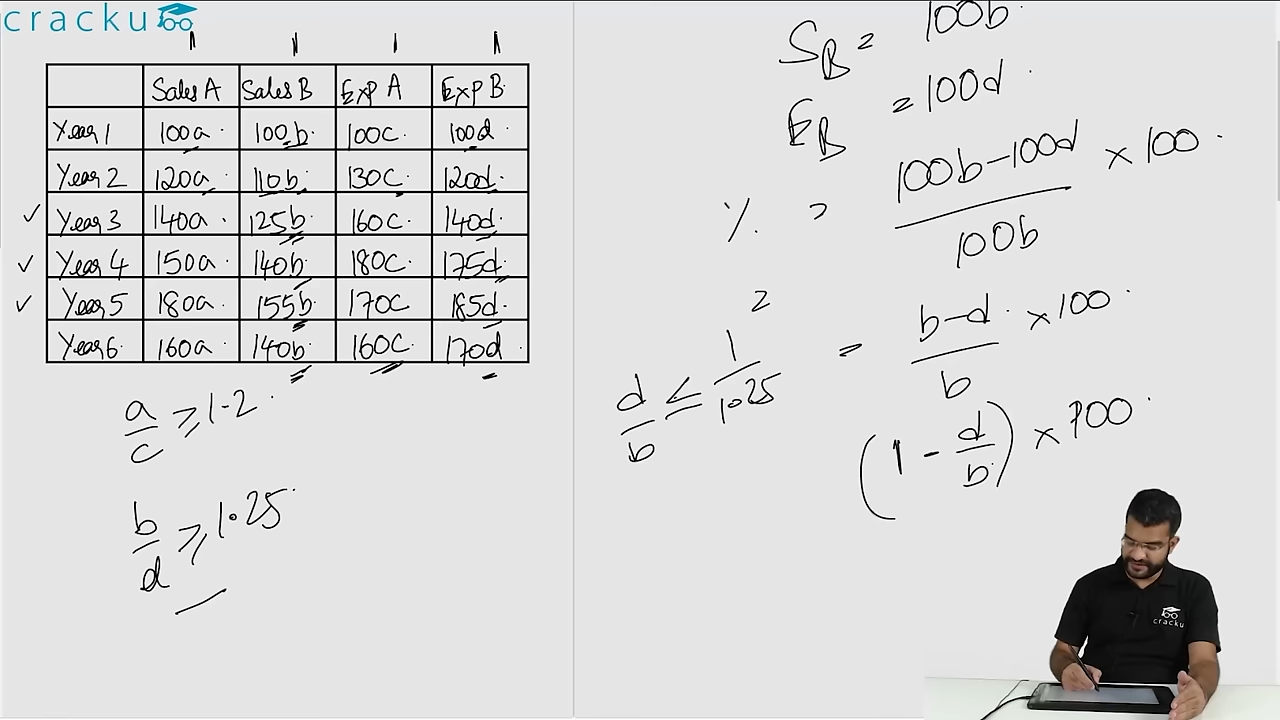 cracku
Sales A Sales B Exp A Exp B
Year 1 100a 100b 100c 100d
Year 2 120a 110b 130c 120d
Year 3 140a 125b 160c 140d
Year 4 150a 140b 180c 175d
Year 5 180a 155b 170c 185d
Year 6 160a 140b 160c 170d
a/c ≥ 1.2
b/d ≥ 1.25
S_B = 100b
E_B = 100d
% = (100b-100d)/100b × 100
= (b-d)/b × 100
d/b ≤ 1/1.25
(1 - d/b) × 100
cracku